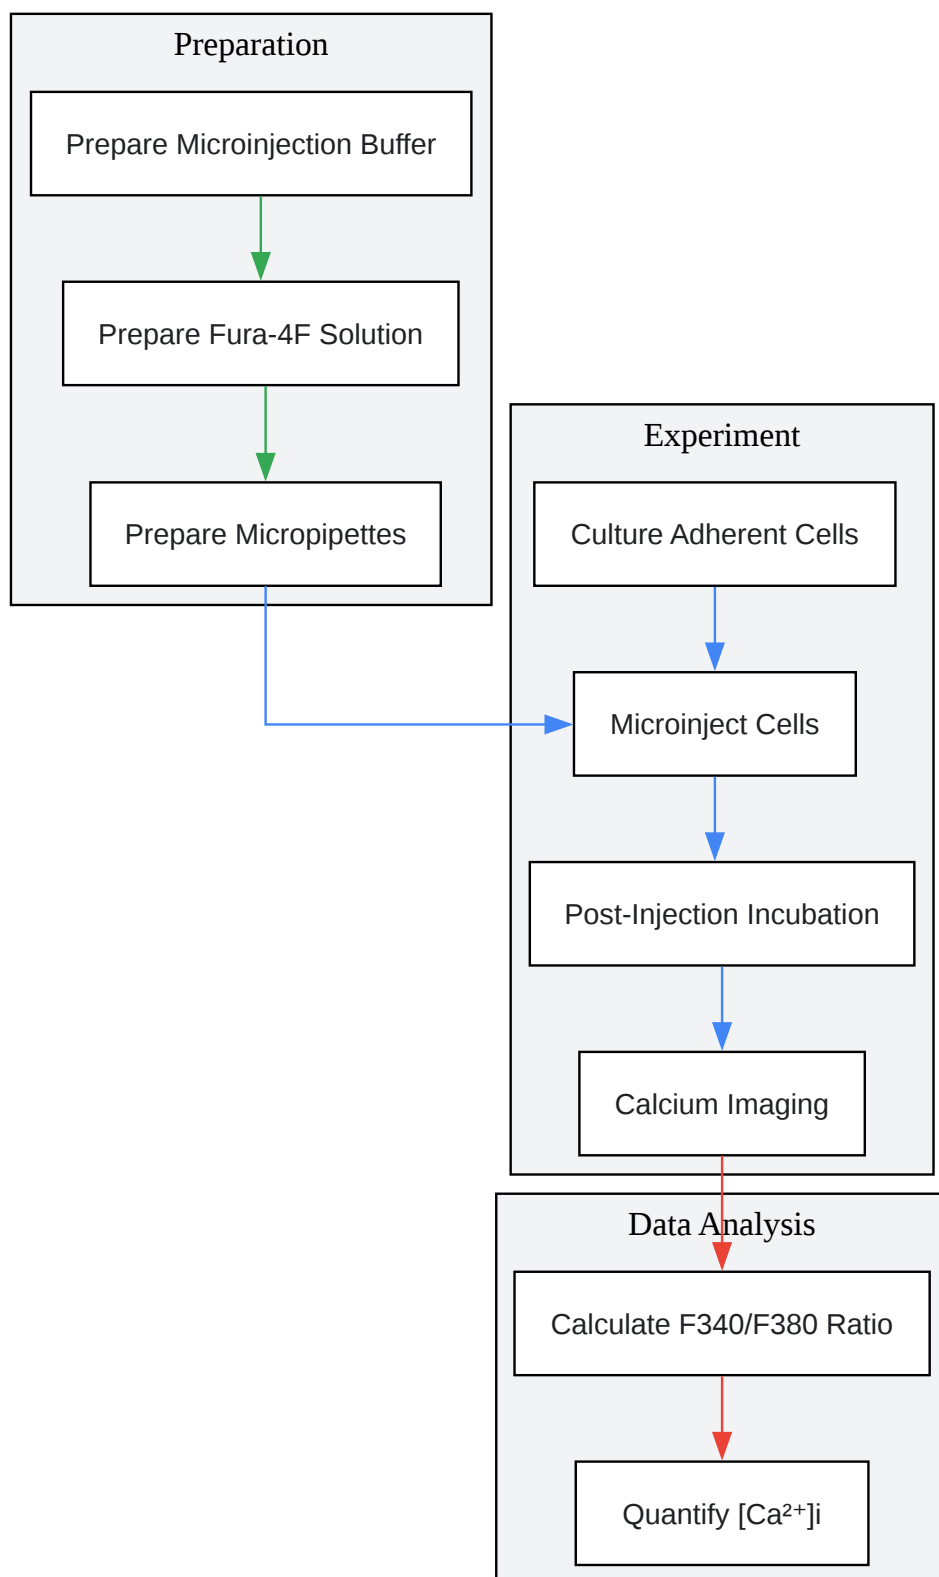 Preparation
Prepare Microinjection Buffer
Prepare Fura-4F Solution
Prepare Micropipettes
Experiment
Culture Adherent Cells
Microinject Cells
Post-Injection Incubation
Calcium Imaging
Data Analysis
Calculate F340/F380 Ratio
Quantify [Ca²⁺]i